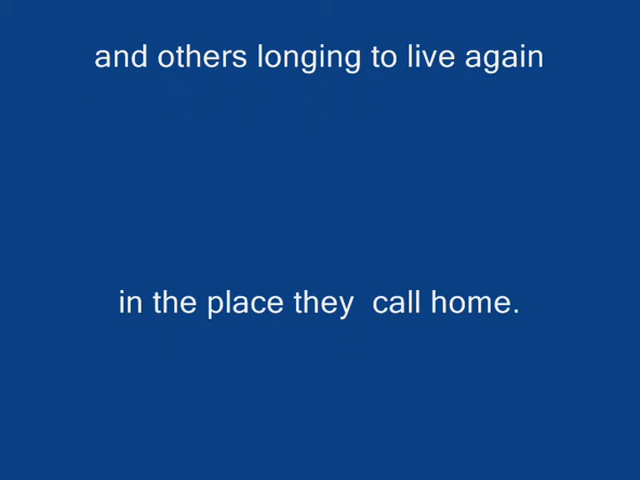 and others longing to live again
in the place they  call home.